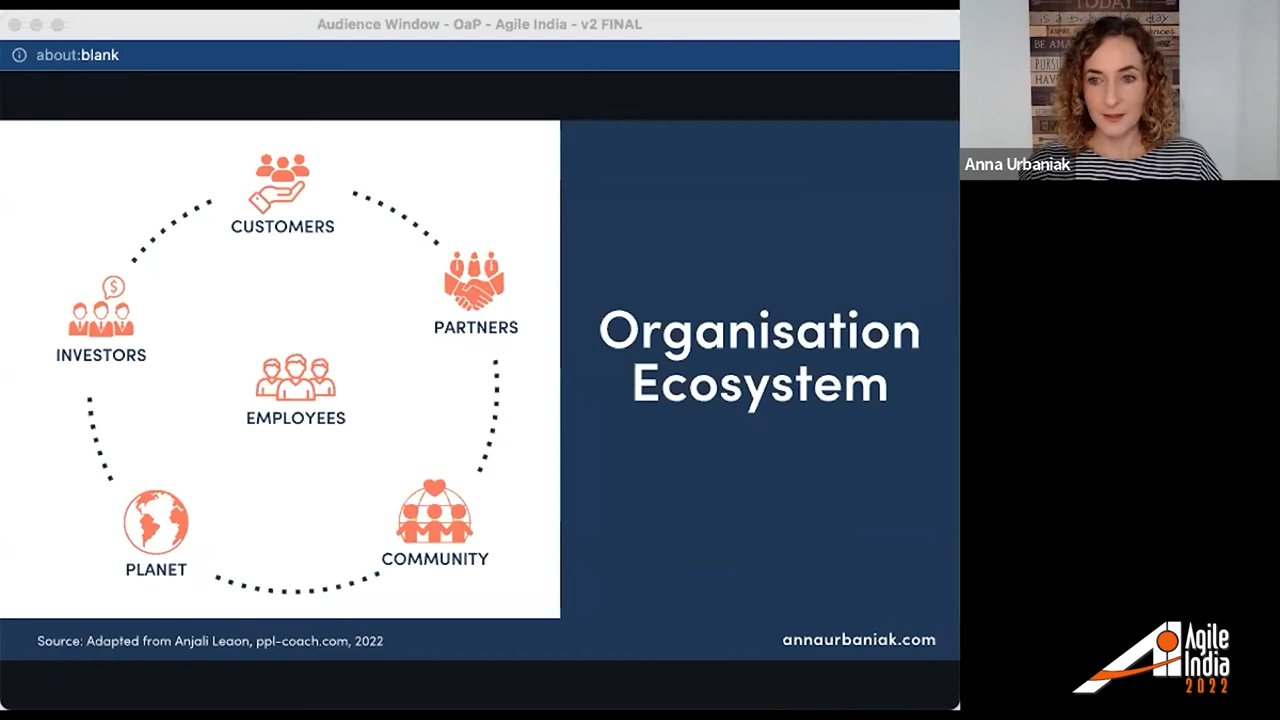 Audience Window - OaP - Agile India - v2 FINAL
about:blank
CUSTOMERS
PARTNERS
INVESTORS
EMPLOYEES
PLANET
COMMUNITY
Organisation
Ecosystem
Source: Adapted from Anjali Leaon, ppl-coach.com, 2022
annaurbaniak.com
TODAY
Anna Urbaniak
Agile
India
2022